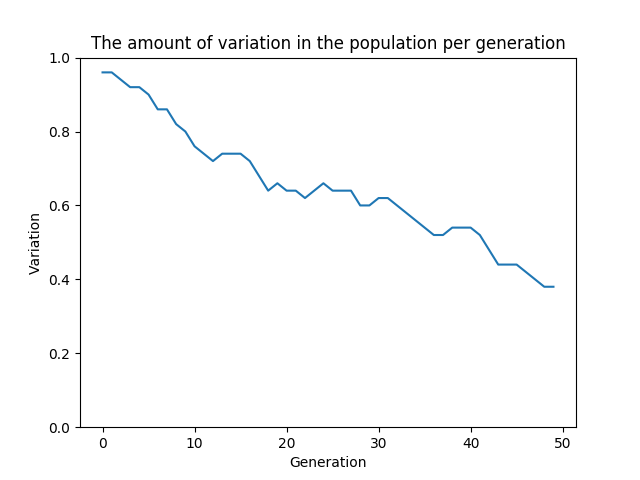 The amount of variation in the population per generation
1.0
0.8
0.6
0.4
0.2
0.0
Variation
0 10 20 30 40 50
Generation